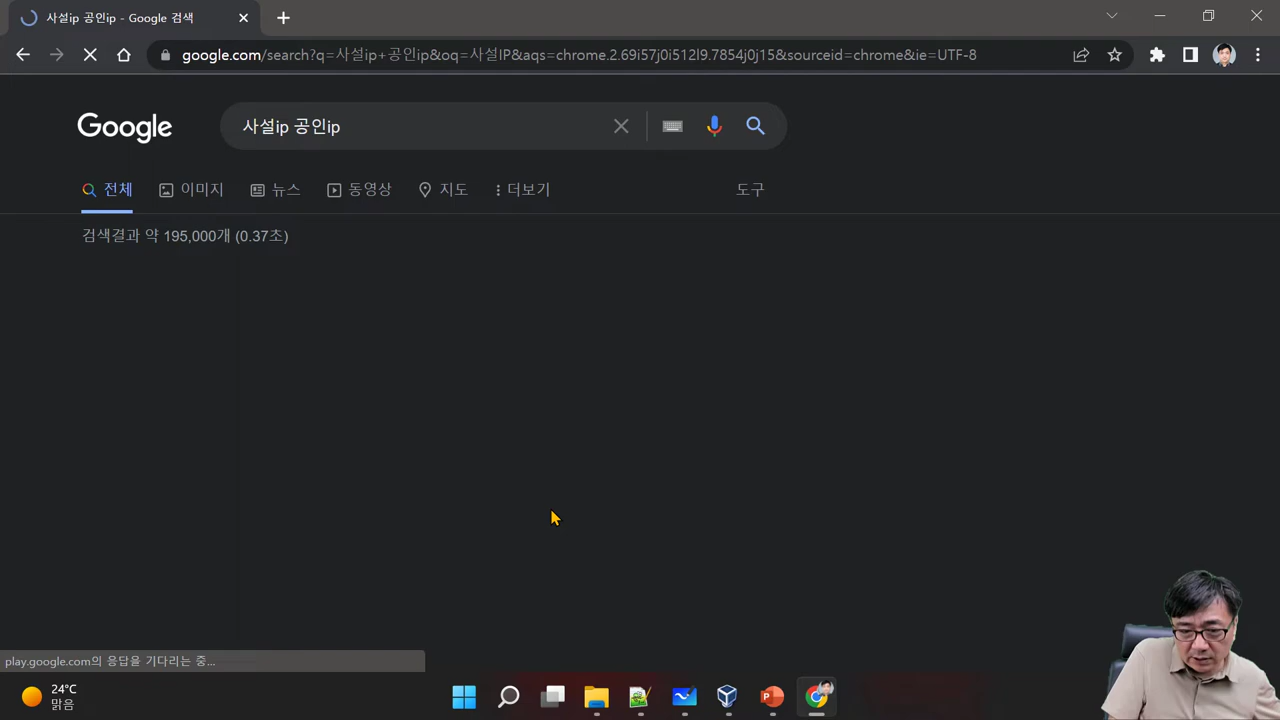 사설ip 공인ip - Google 검색
google.com/search?q=사설ip+공인ip&oq=사설IP&aqs=chrome.2.69i57j0i512l9.7854j0j15&sourceid=chrome&ie=UTF-8
Google
사설ip 공인ip
전체 이미지 뉴스 동영상 지도 더보기 도구
검색결과 약 195,000개 (0.37초)
play.google.com의 응답을 기다리는 중...
24°C
맑음